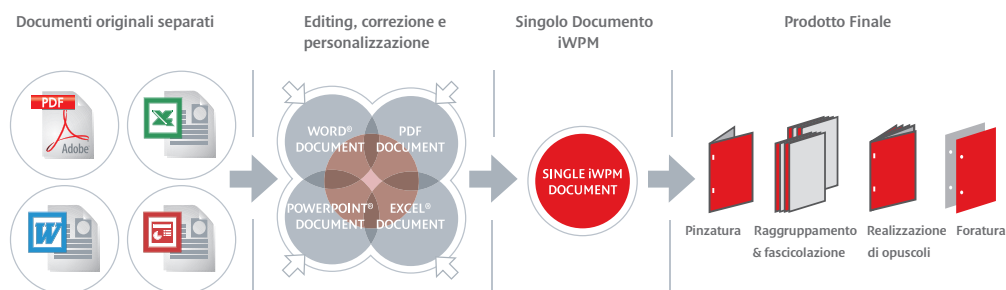 Documenti originali separati
Editing, correzione e
personalizzazione
Singolo Documento
iWPM
Prodotto Finale
PDF
Adobe
X
W
WORD®
DOCUMENT
PDF
DOCUMENT
POWERPOINT®
DOCUMENT
EXCEL®
DOCUMENT
SINGLE iWPM
DOCUMENT
Pinzatura
Raggruppamento
& fascicolazione
Realizzazione
di opuscoli
Foratura